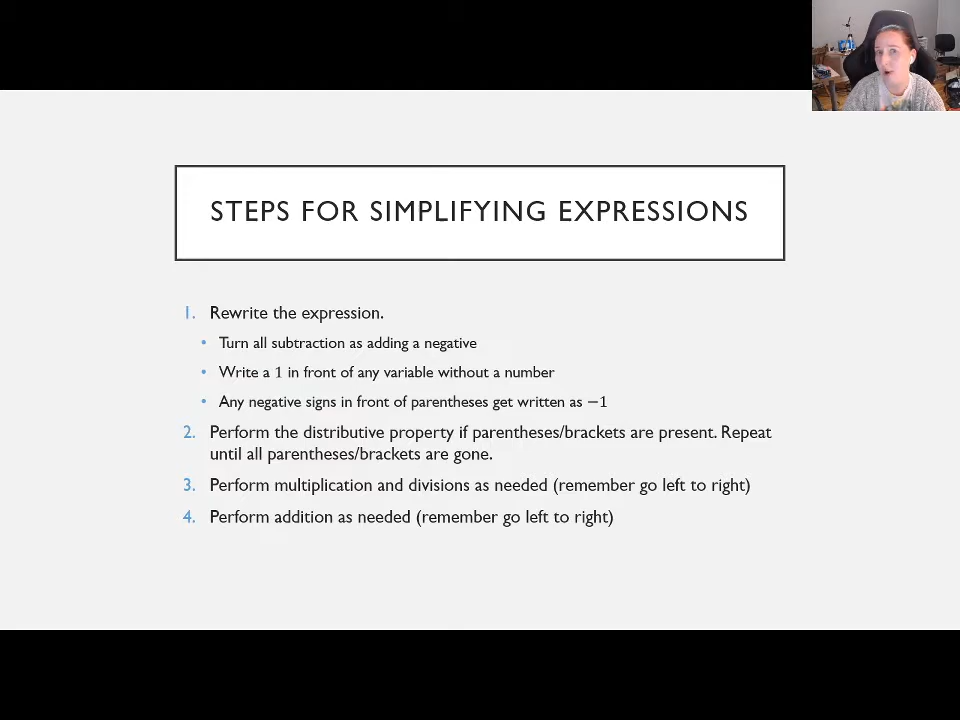 STEPS FOR SIMPLIFYING EXPRESSIONS
1. Rewrite the expression.
• Turn all subtraction as adding a negative
• Write a 1 in front of any variable without a number
• Any negative signs in front of parentheses get written as −1
2. Perform the distributive property if parentheses/brackets are present. Repeat
until all parentheses/brackets are gone.
3. Perform multiplication and divisions as needed (remember go left to right)
4. Perform addition as needed (remember go left to right)